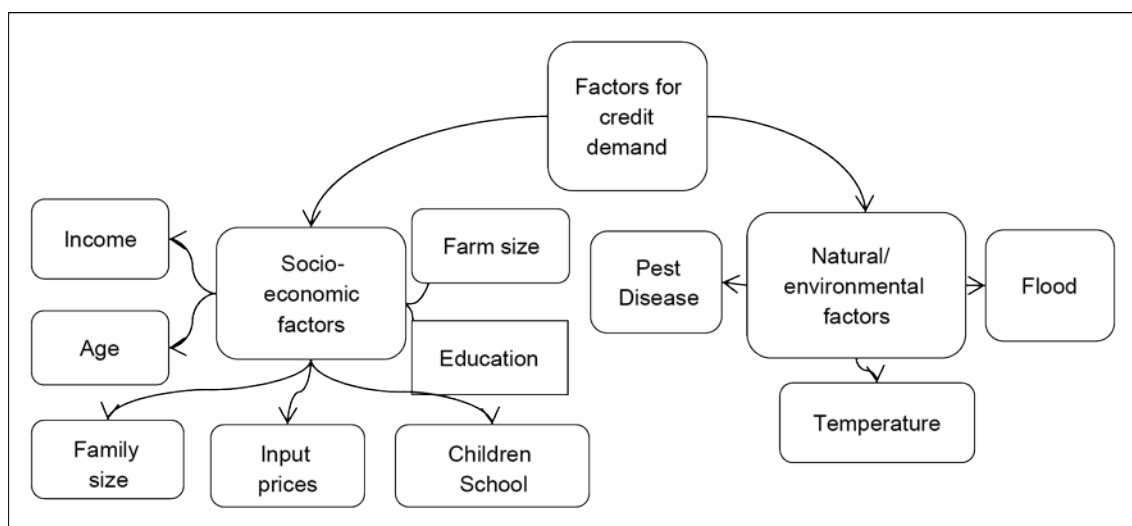 Factors for
credit
demand
Income
Socio-
economic
factors
Farm size
Age
Education
Family
size
Input
prices
Children
School
Pest
Disease
Natural/
environmental
factors
Flood
Temperature